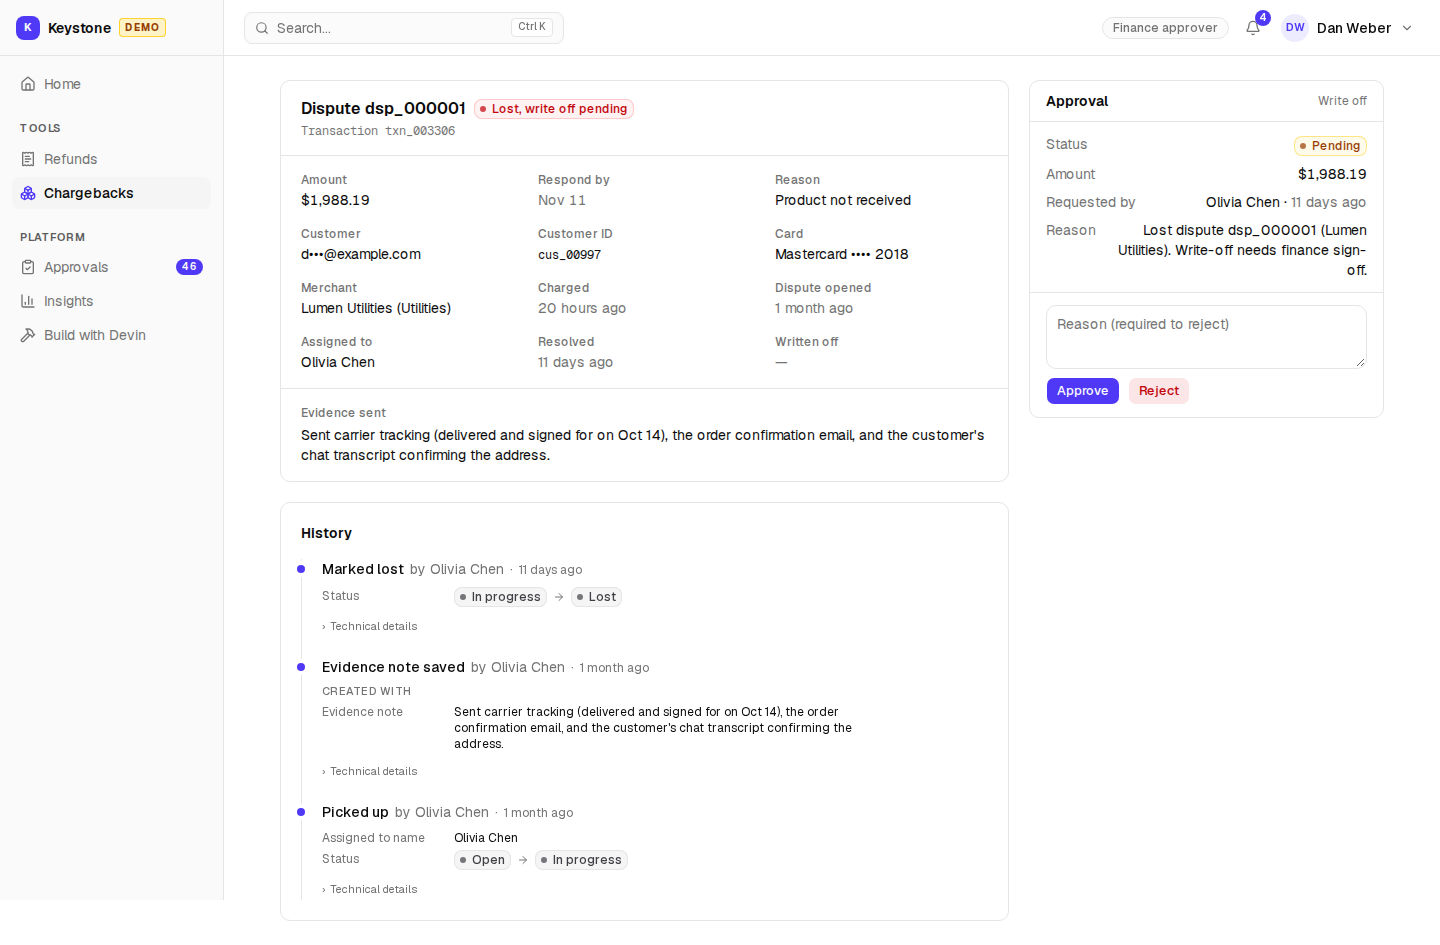 K Keystone DEMO
Search...
Ctrl K
Finance approver
4
DW Dan Weber
Home
TOOLS
Refunds
Chargebacks
PLATFORM
Approvals 46
Insights
Build with Devin
Dispute dsp_000001 Lost, write off pending
Transaction txn_003306
Amount Respond by Reason
$1,988.19 Nov 11 Product not received
Customer Customer ID Card
d•••@example.com cus_00997 Mastercard •••• 2018
Merchant Charged Dispute opened
Lumen Utilities (Utilities) 20 hours ago 1 month ago
Assigned to Resolved Written off
Olivia Chen 11 days ago —
Evidence sent
Sent carrier tracking (delivered and signed for on Oct 14), the order confirmation email, and the customer's
chat transcript confirming the address.
History
Marked lost by Olivia Chen · 11 days ago
Status In progress → Lost
› Technical details
Evidence note saved by Olivia Chen · 1 month ago
CREATED WITH
Evidence note Sent carrier tracking (delivered and signed for on Oct 14), the order
confirmation email, and the customer's chat transcript confirming the
address.
› Technical details
Picked up by Olivia Chen · 1 month ago
Assigned to name Olivia Chen
Status Open → In progress
› Technical details
Approval Write off
Status Pending
Amount $1,988.19
Requested by Olivia Chen · 11 days ago
Reason Lost dispute dsp_000001 (Lumen
Utilities). Write-off needs finance sign-
off.
Reason (required to reject)
Approve Reject